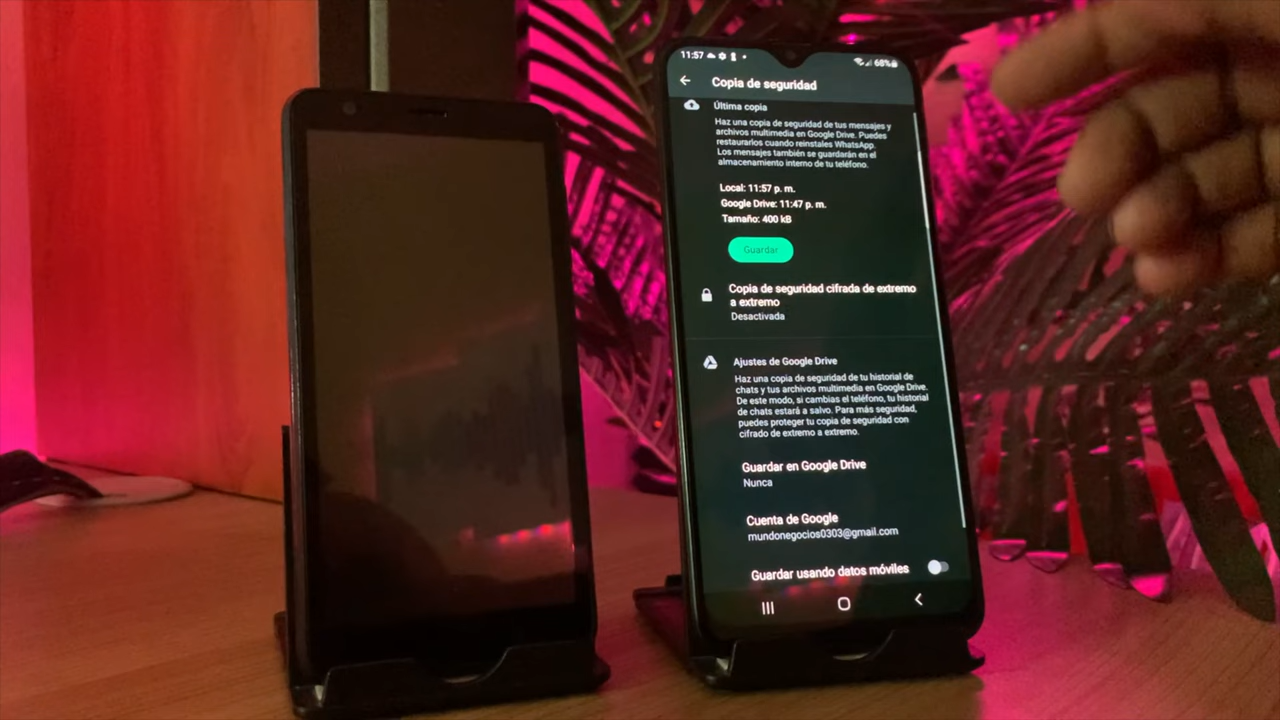 11:57
68%
Copia de seguridad
Última copia
Haz una copia de seguridad de tus mensajes y
archivos multimedia en Google Drive. Puedes
restaurarlos cuando reinstales WhatsApp.
Los mensajes también se guardarán en el
almacenamiento interno de tu teléfono.
Local: 11:57 p. m.
Google Drive: 11:47 p. m.
Tamaño: 400 kB
Guardar
Copia de seguridad cifrada de extremo
a extremo
Desactivada
Ajustes de Google Drive
Haz una copia de seguridad de tu historial de
chats y tus archivos multimedia en Google Drive.
De este modo, si cambias el teléfono, tu historial
de chats estará a salvo. Para más seguridad,
puedes proteger tu copia de seguridad con
cifrado de extremo a extremo.
Guardar en Google Drive
Nunca
Cuenta de Google
mundonegocios0303@gmail.com
Guardar usando datos móviles